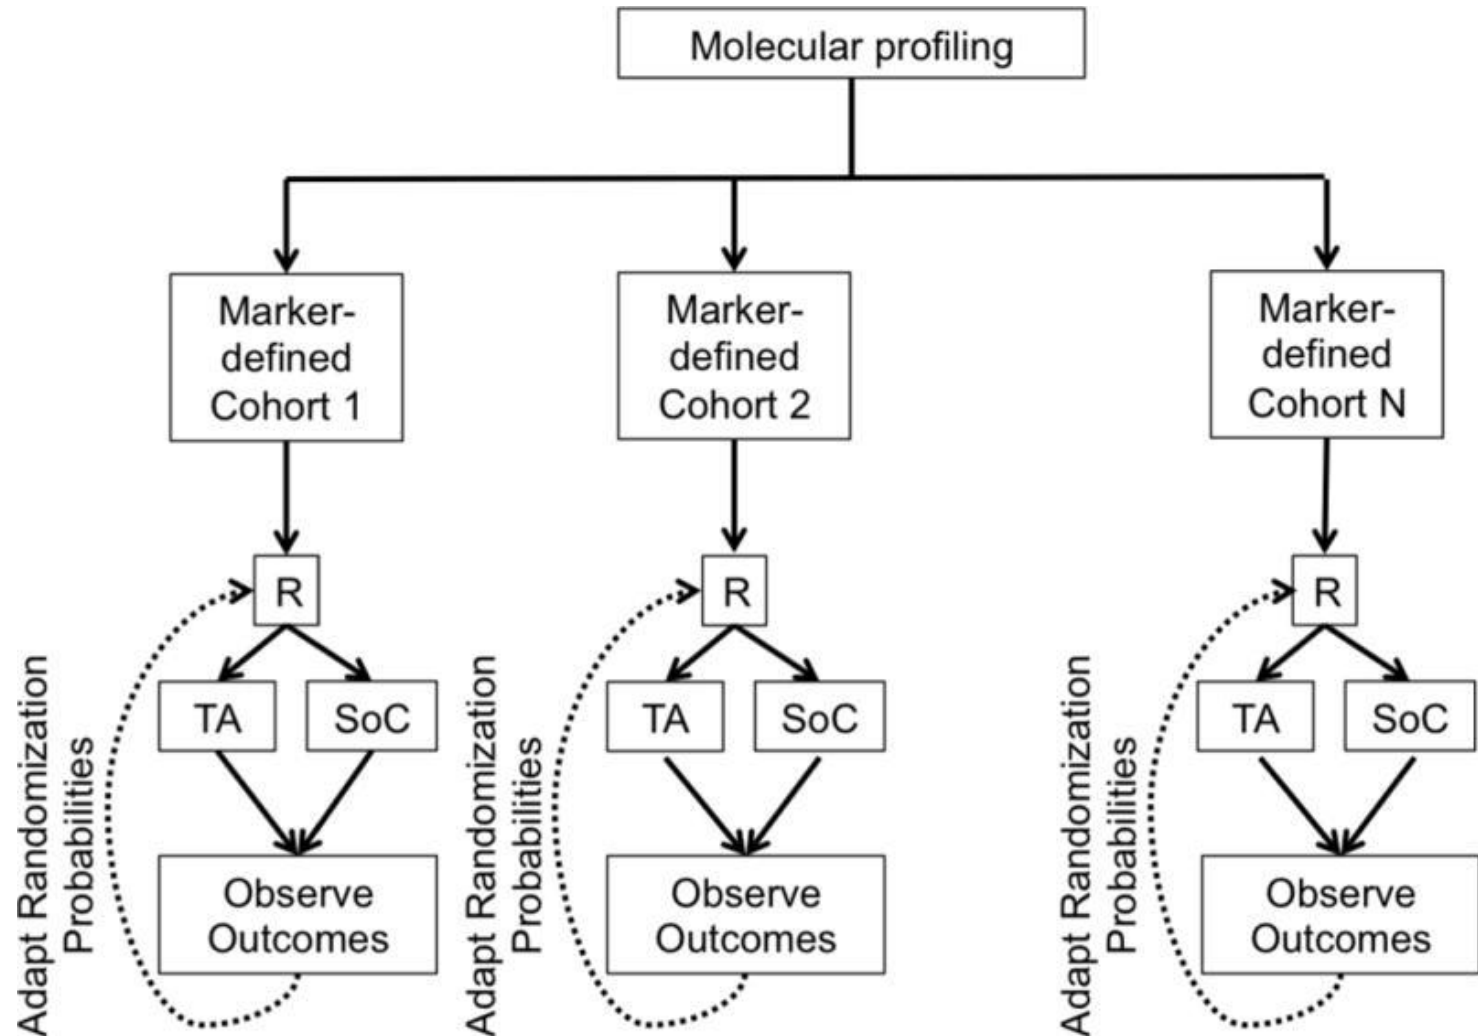 Molecular profiling
Marker-
defined
Cohort 1
Marker-
defined
Cohort 2
Marker-
defined
Cohort N
R
R
R
TA
SoC
TA
SoC
TA
SoC
Adapt Randomization
Probabilities
Adapt Randomization
Probabilities
Adapt Randomization
Probabilities
Observe
Outcomes
Observe
Outcomes
Observe
Outcomes